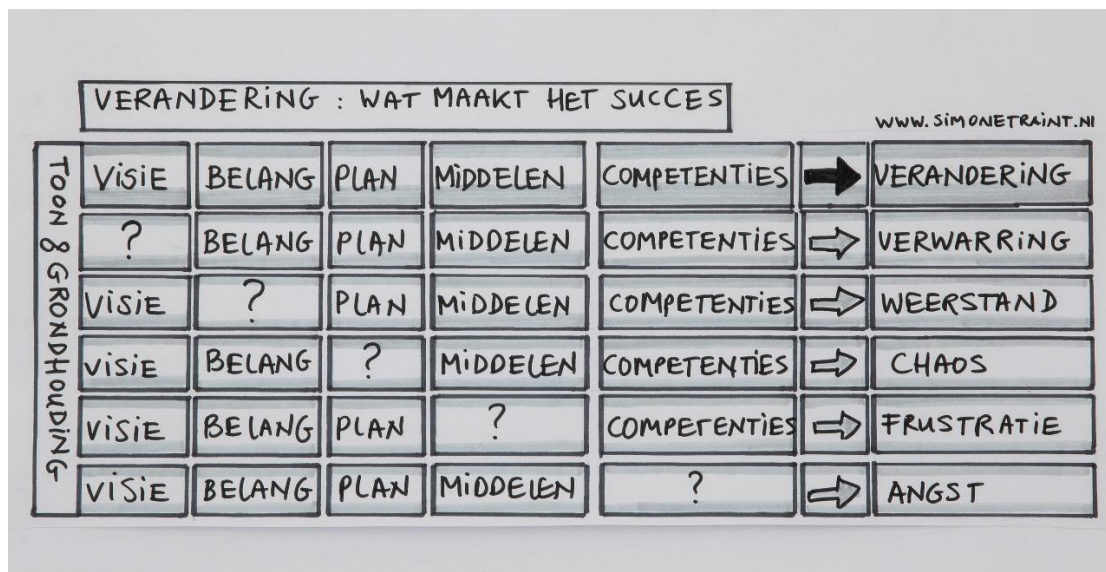 VERANDERING : WAT MAAKT HET SUCCES
WWW.SIMONETRAINT.NL
TOON & GRONDHOUDING
VISIE BELANG PLAN MIDDELEN COMPETENTIES VERANDERING
? BELANG PLAN MIDDELEN COMPETENTIES VERWARRING
VISIE ? PLAN MIDDELEN COMPETENTIES WEERSTAND
VISIE BELANG ? MIDDELEN COMPETENTIES CHAOS
VISIE BELANG PLAN ? COMPETENTIES FRUSTRATIE
VISIE BELANG PLAN MIDDELEN ? ANGST